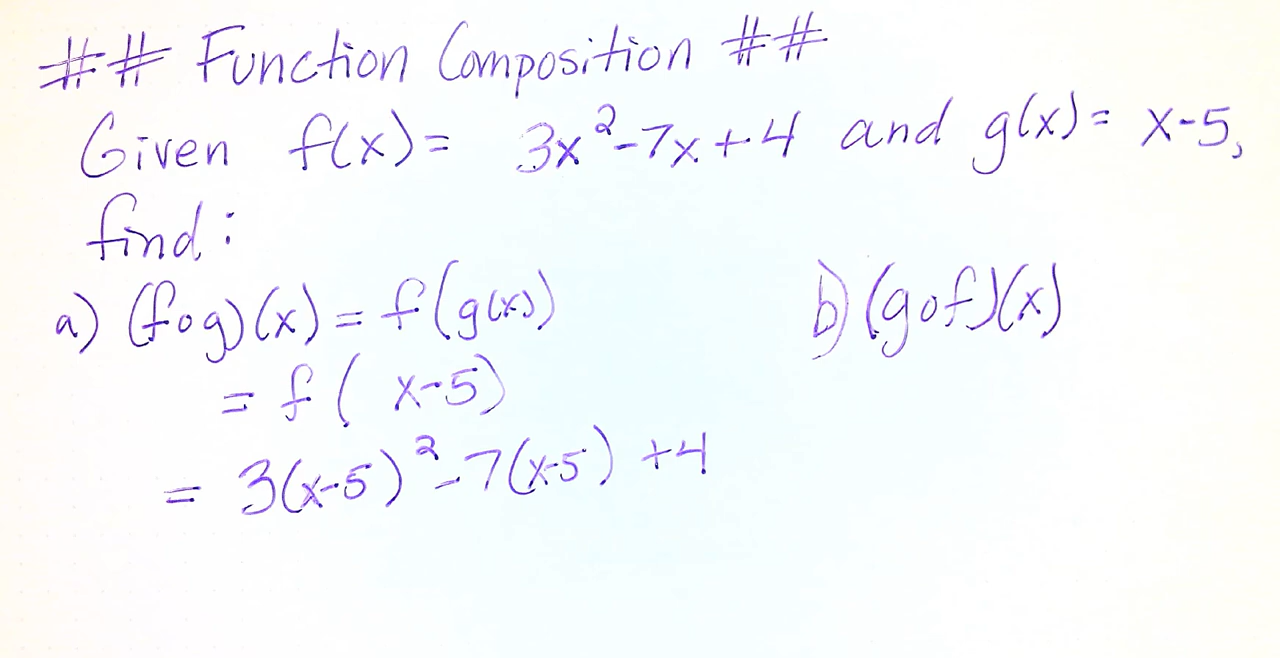 ## Function Composition ##
Given f(x) = 3x²-7x+4 and g(x) = x-5,
find:
a) (f∘g)(x) = f(g(x))
= f( x-5)
= 3(x-5)²-7(x-5) +4
b) (g∘f)(x)